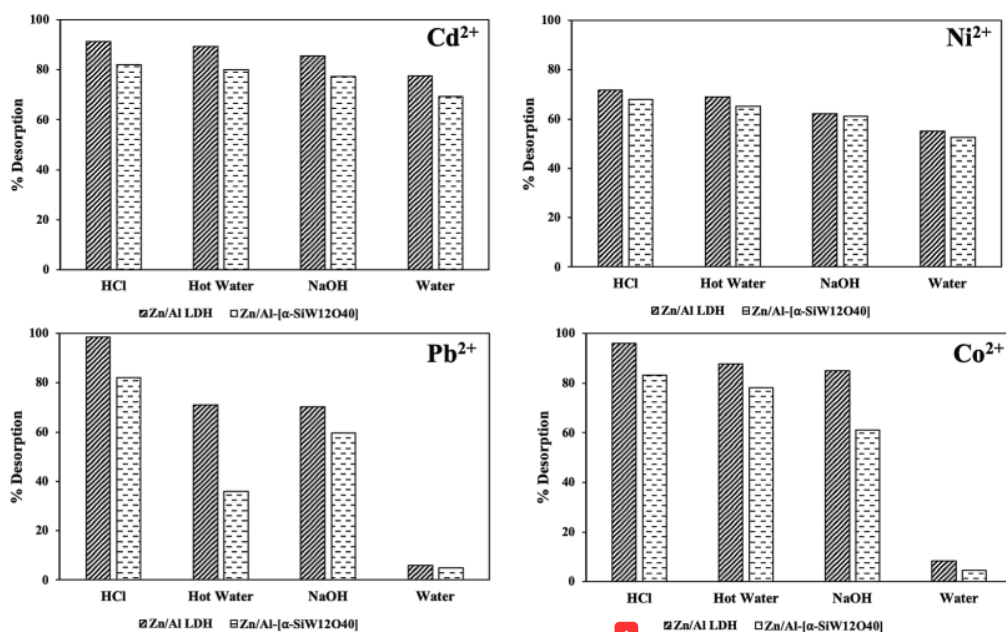 Cd²⁺
% Desorption
100
80
60
40
20
0
HCl Hot Water NaOH Water
Zn/Al LDH Zn/Al-[α-SiW12O40]
Ni²⁺
% Desorption
100
80
60
40
20
0
HCl Hot Water NaOH Water
Zn/Al LDH Zn/Al-[α-SiW12O40]
Pb²⁺
% Desorption
100
80
60
40
20
0
HCl Hot Water NaOH Water
Zn/Al LDH Zn/Al-[α-SiW12O40]
Co²⁺
% Desorption
100
80
60
40
20
0
HCl Hot Water NaOH Water
Zn/Al LDH Zn/Al-[α-SiW12O40]